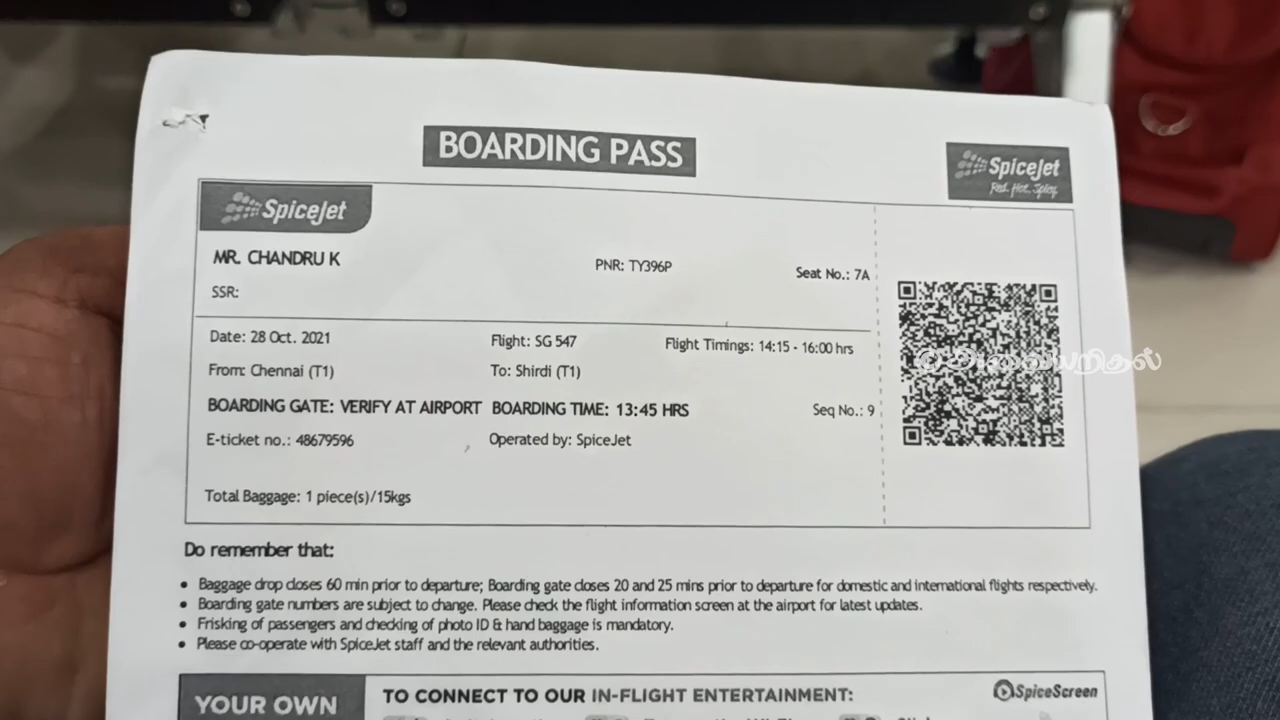 BOARDING PASS
SpiceJet
Red. Hot. Spicy.
SpiceJet
MR. CHANDRU K
PNR: TY396P
Seat No.: 7A
SSR:
Date: 28 Oct. 2021
Flight: SG 547
Flight Timings: 14:15 - 16:00 hrs
From: Chennai (T1)
To: Shirdi (T1)
©அவையறிதல்
BOARDING GATE: VERIFY AT AIRPORT
BOARDING TIME: 13:45 HRS
Seq No.: 9
E-ticket no.: 48679596
Operated by: SpiceJet
Total Baggage: 1 piece(s)/15kgs
Do remember that:
• Baggage drop closes 60 min prior to departure; Boarding gate closes 20 and 25 mins prior to departure for domestic and international flights respectively.
• Boarding gate numbers are subject to change. Please check the flight information screen at the airport for latest updates.
• Frisking of passengers and checking of photo ID & hand baggage is mandatory.
• Please co-operate with SpiceJet staff and the relevant authorities.
YOUR OWN
TO CONNECT TO OUR IN-FLIGHT ENTERTAINMENT:
SpiceScreen